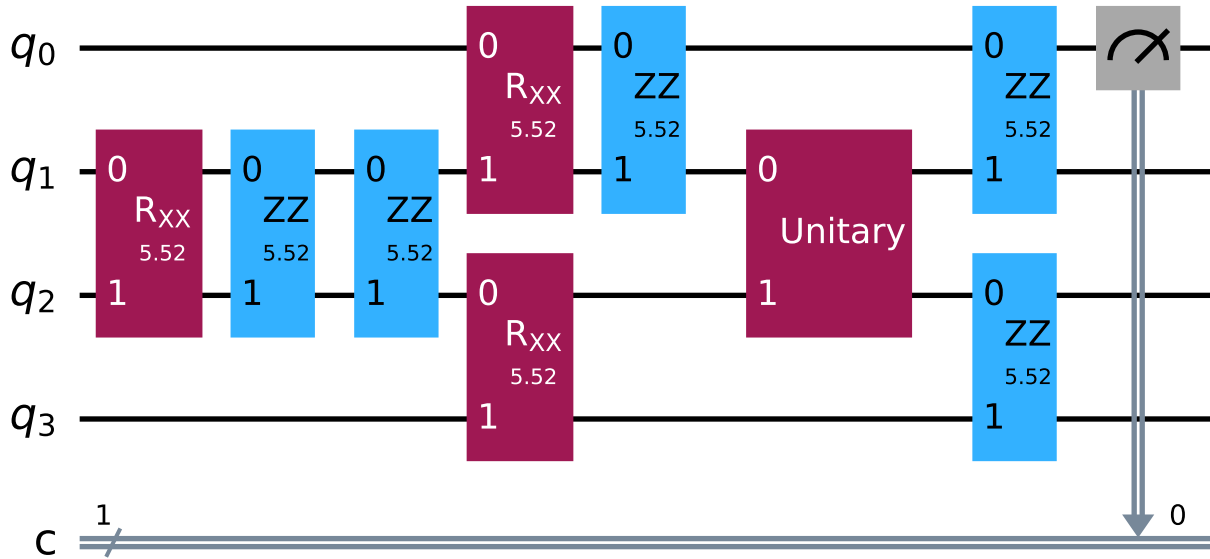 q0 0 0 0
RXX ZZ ZZ
5.52 5.52 5.52
q1 0 0 0 1 1 0 1
RXX ZZ ZZ Unitary
5.52 5.52 5.52
q2 1 1 1 0 1 0
RXX ZZ
5.52 5.52
q3 1 1
1 0
c